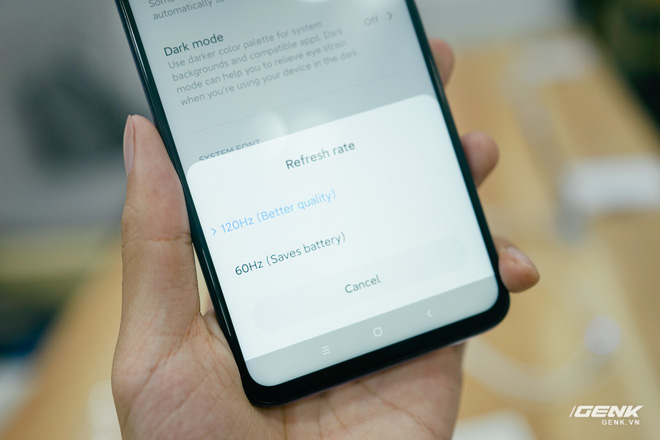 automatically to
Dark mode
Off
Use darker color palette for system
backgrounds and compatible apps. Dark
mode can help you to relieve eye strain
when you're using your device in the dark.
SYSTEM FONT
Refresh rate
120Hz (Better quality)
60Hz (Saves battery)
Cancel
GENK
GENK.VN